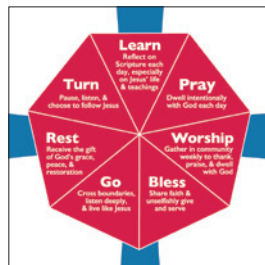 Learn
Reflect on
Scripture each
day, especially
on Jesus' life
& teachings
Pray
Dwell intentionally
with God each day
Worship
Gather in community
weekly to thank,
praise, & dwell
with God
Bless
Share faith &
unselfishly give
and serve
Go
Cross boundaries,
listen deeply,
& live like Jesus
Rest
Receive the gift
of God's grace,
peace, &
restoration
Turn
Pause, listen, &
choose to follow Jesus